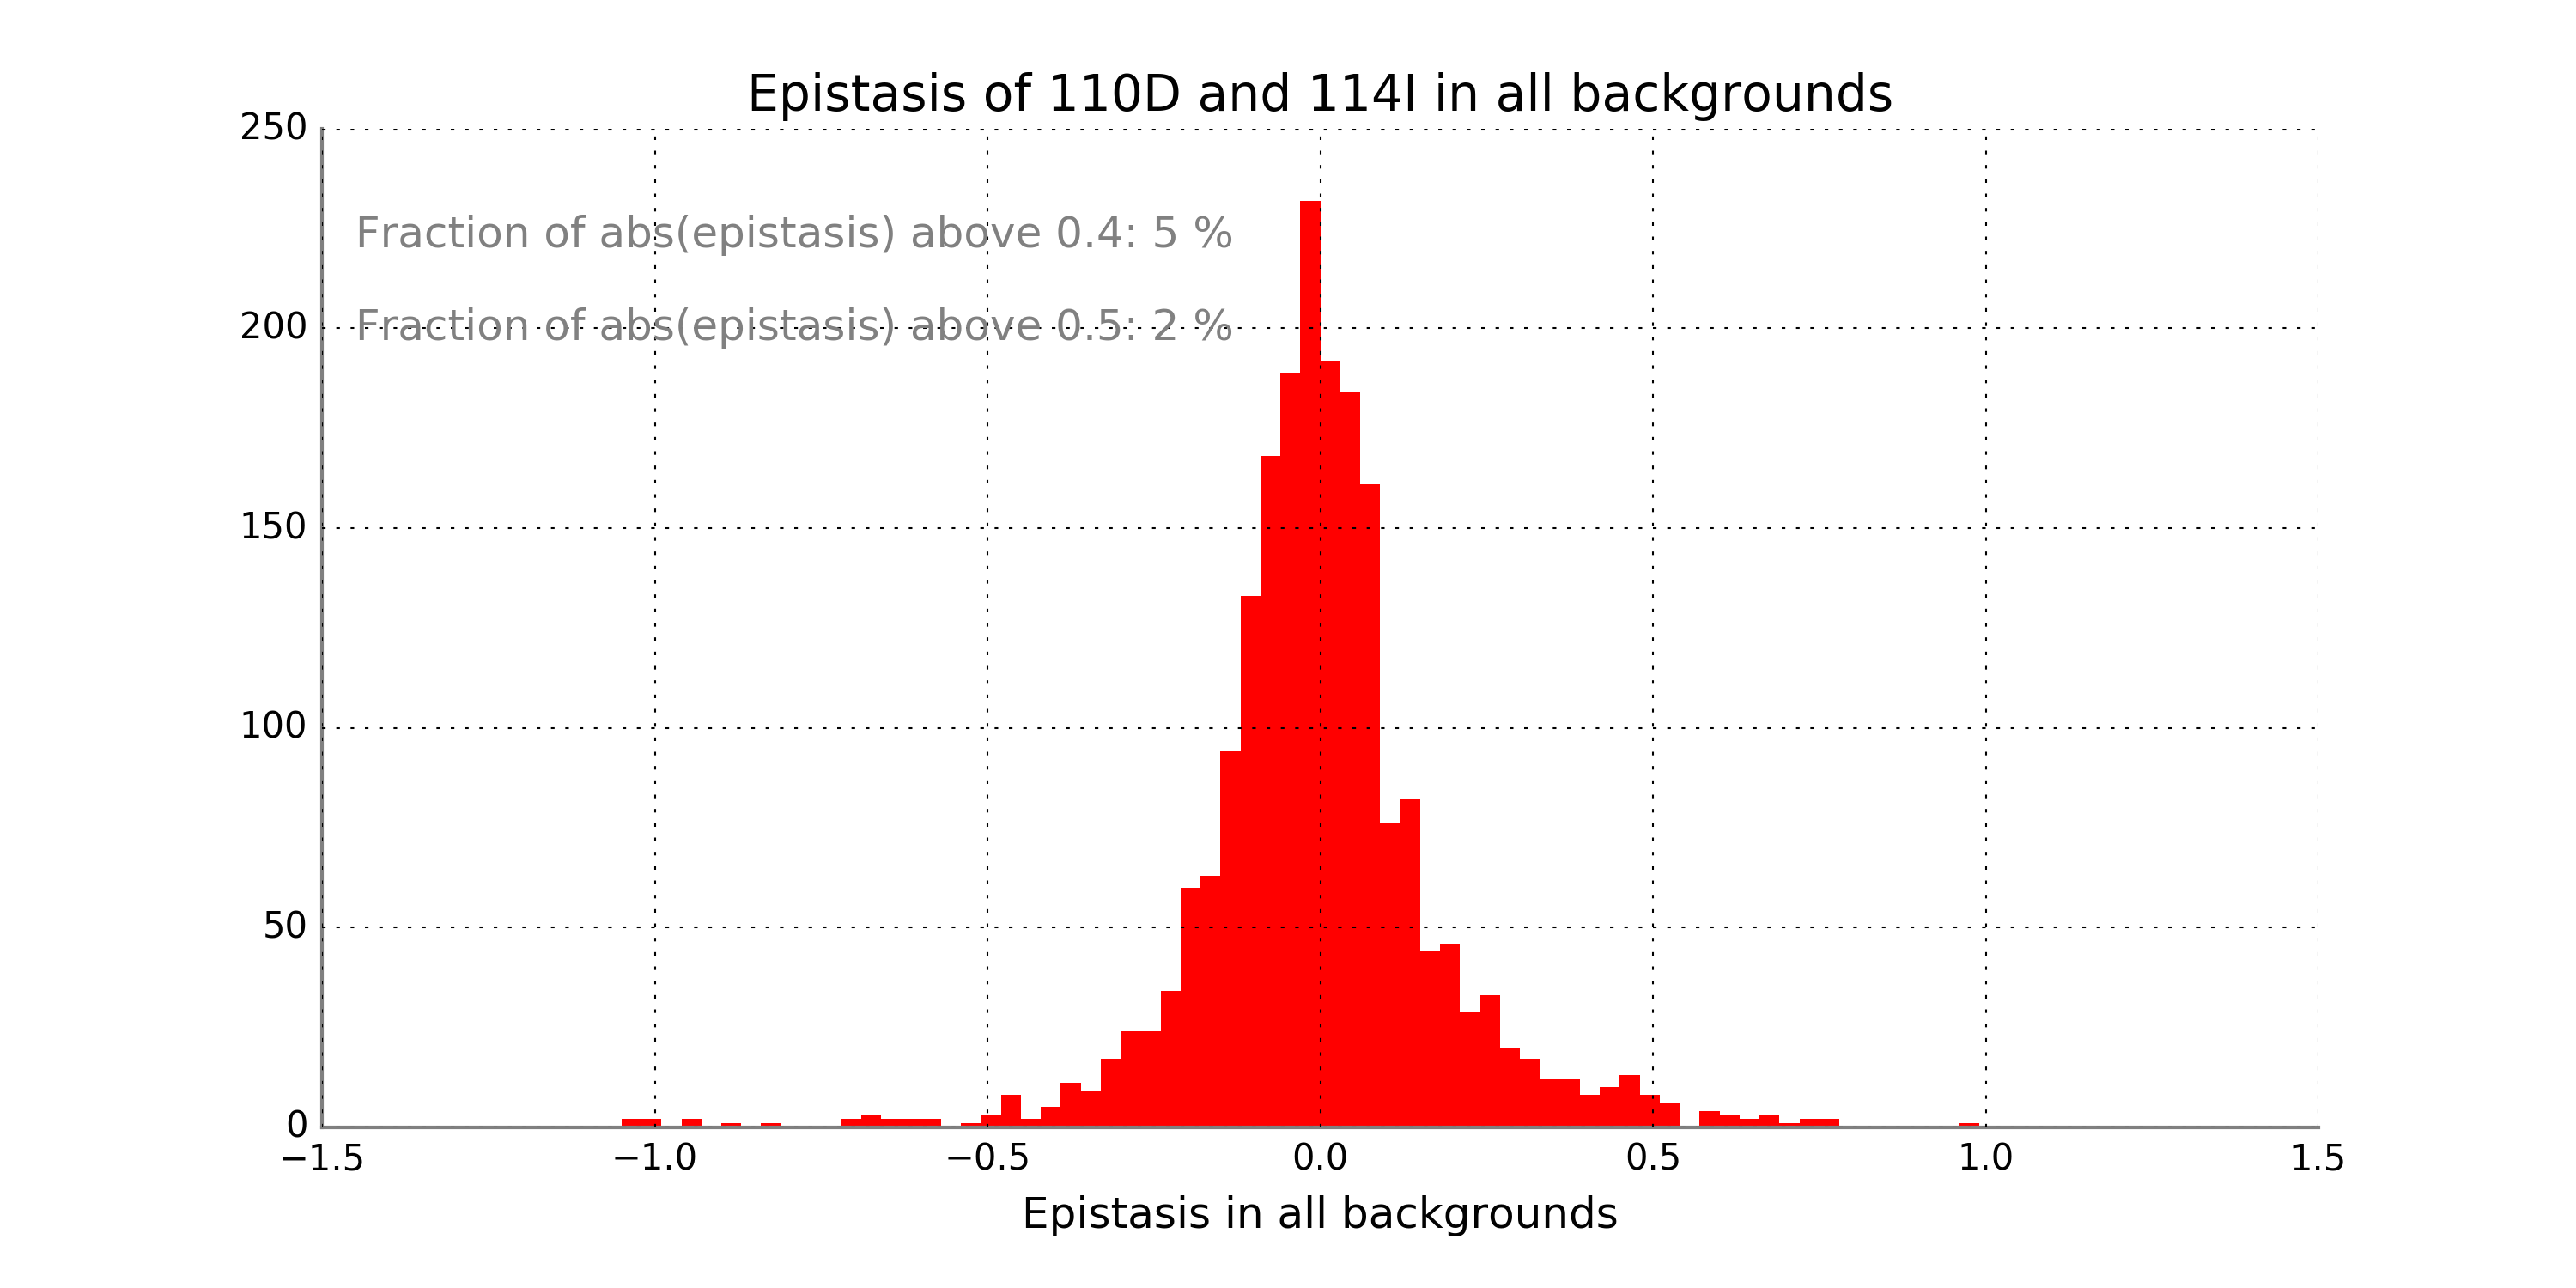 Epistasis of 110D and 114I in all backgrounds
250
Fraction of abs(epistasis) above 0.4: 5 %
200
Fraction of abs(epistasis) above 0.5: 2 %
150
100
50
0
−1.5 −1.0 −0.5 0.0 0.5 1.0 1.5
Epistasis in all backgrounds